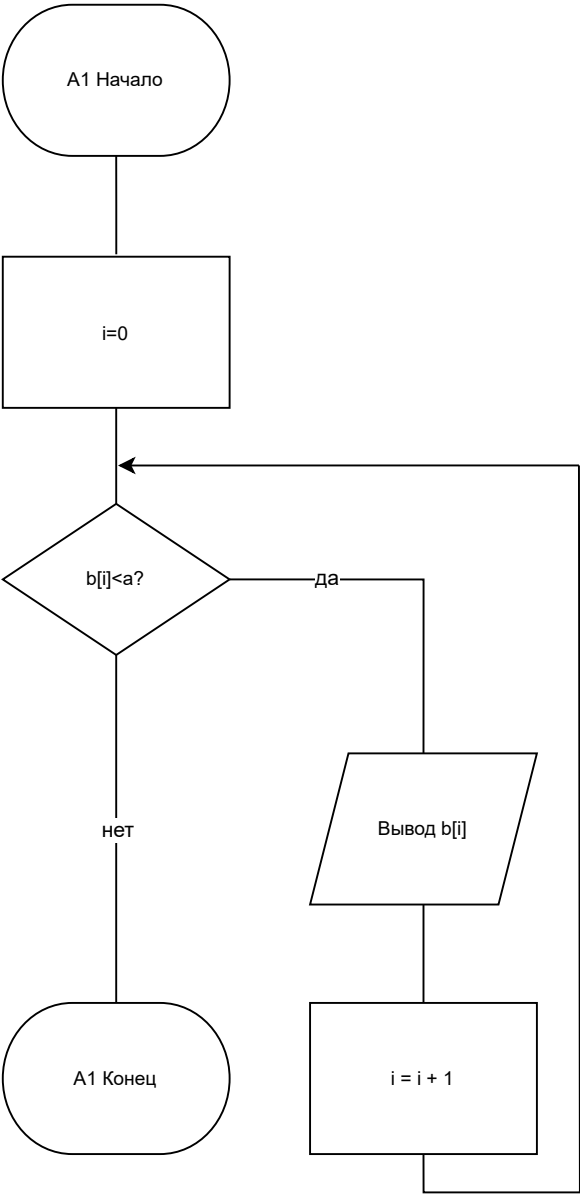 А1 Начало
i=0
b[i]<a?
да
Вывод b[i]
нет
А1 Конец
i = i + 1